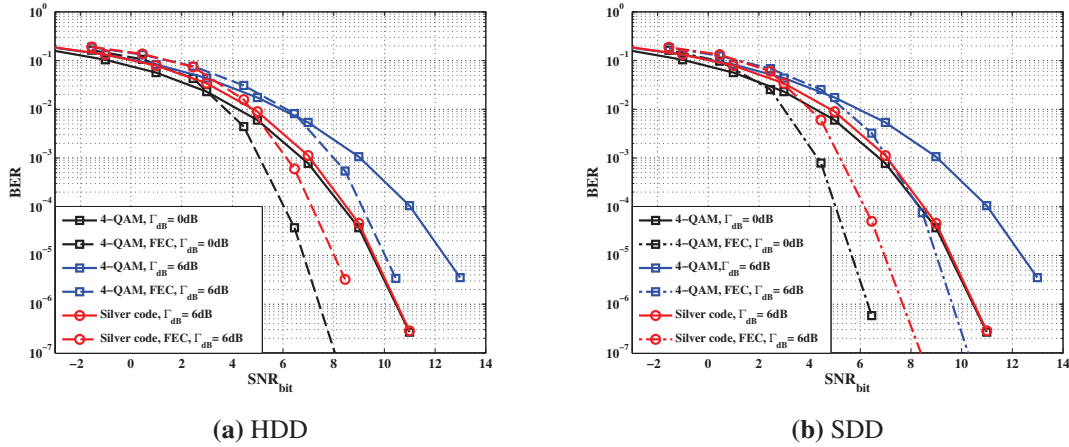 10^0
10^-1
10^-2
10^-3
10^-4
10^-5
10^-6
10^-7
BER
4−QAM, Γ_dB= 0dB
4−QAM, FEC, Γ_dB= 0dB
4−QAM, Γ_dB= 6dB
4−QAM, FEC, Γ_dB= 6dB
Silver code, Γ_dB= 6dB
Silver code, FEC, Γ_dB= 6dB
−2 0 2 4 6 8 10 12 14
SNR_bit
(a) HDD
10^0
10^-1
10^-2
10^-3
10^-4
10^-5
10^-6
10^-7
BER
4−QAM, Γ_dB= 0dB
4−QAM, FEC, Γ_dB= 0dB
4−QAM,Γ_dB= 6dB
4−QAM, FEC, Γ_dB= 6dB
Silver code, Γ_dB= 6dB
Silver code, FEC, Γ_dB= 6dB
−2 0 2 4 6 8 10 12 14
SNR_bit
(b) SDD